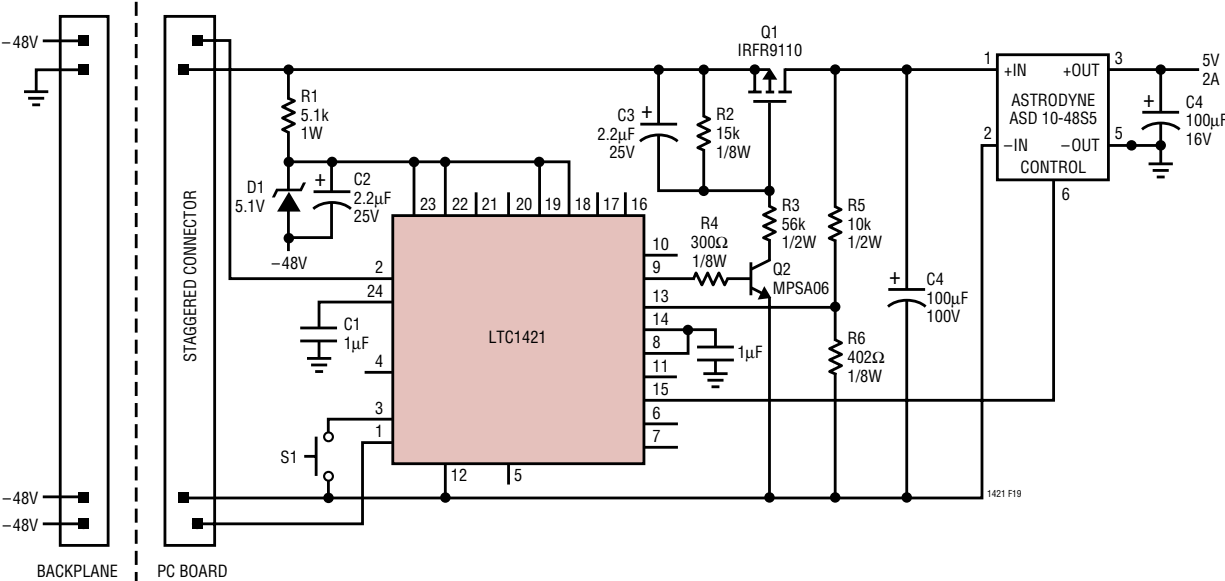 −48V
−48V
−48V
BACKPLANE
STAGGERED CONNECTOR
PC BOARD
R1
5.1k
1W
D1
5.1V
C2
2.2µF
25V
−48V
C1
1µF
S1
LTC1421
23
22
21
20
19
18
17
16
2
24
4
3
1
12
5
10
9
13
14
8
11
15
6
7
C3
2.2µF
25V
R2
15k
1/8W
Q1
IRFR9110
R3
56k
1/2W
R4
300Ω
1/8W
Q2
MPSA06
1µF
R5
10k
1/2W
R6
402Ω
1/8W
C4
100µF
100V
1
+IN
+OUT
3
ASTRODYNE
ASD 10-48S5
2
−IN
−OUT
5
CONTROL
6
5V
2A
C4
100µF
16V
1421 F19